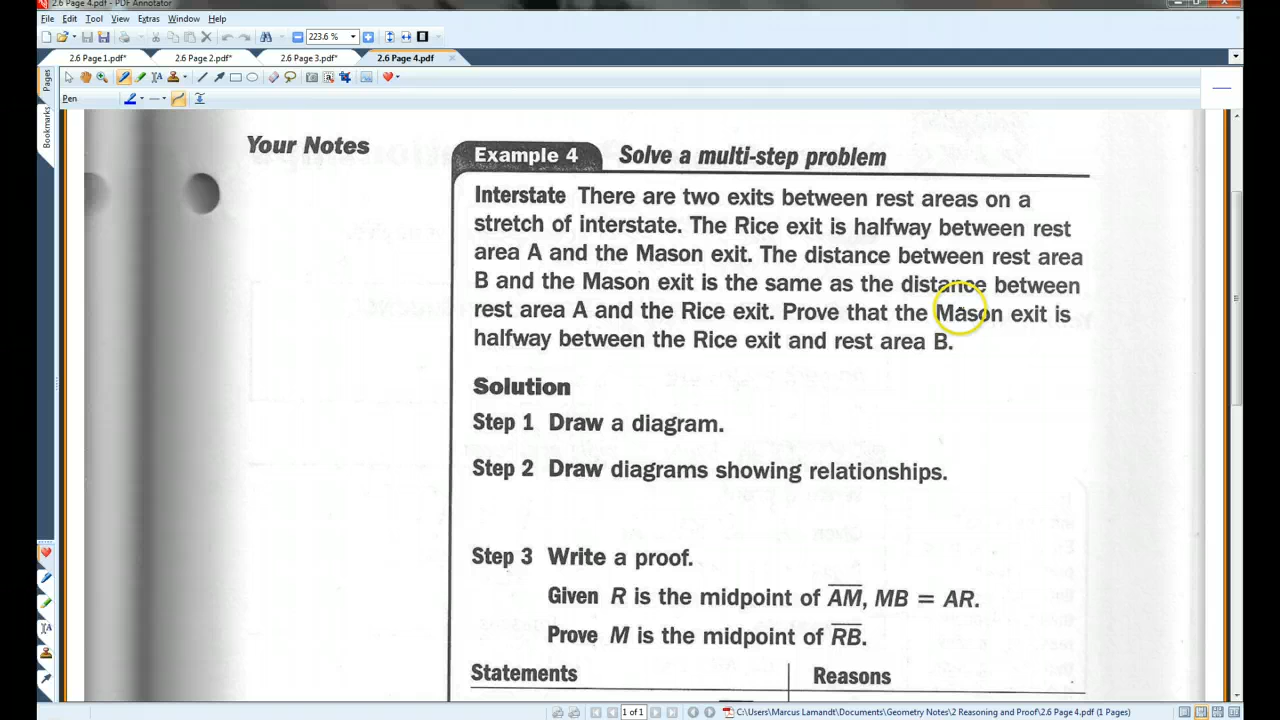 2.6 Page 4.pdf - PDF Annotator
File Edit Tool View Extras Window Help
223.6 %
2.6 Page 1.pdf* 2.6 Page 2.pdf* 2.6 Page 3.pdf* 2.6 Page 4.pdf
Pages
Bookmarks
Pen
Your Notes
Example 4 Solve a multi-step problem
Interstate There are two exits between rest areas on a
stretch of interstate. The Rice exit is halfway between rest
area A and the Mason exit. The distance between rest area
B and the Mason exit is the same as the distance between
rest area A and the Rice exit. Prove that the Mason exit is
halfway between the Rice exit and rest area B.
Solution
Step 1 Draw a diagram.
Step 2 Draw diagrams showing relationships.
Step 3 Write a proof.
Given R is the midpoint of A̅M̅, MB = AR.
Prove M is the midpoint of R̅B̅.
Statements Reasons
1 of 1 C:\Users\Marcus Lamandt\Documents\Geometry Notes\2 Reasoning and Proof\2.6 Page 4.pdf (1 Pages)